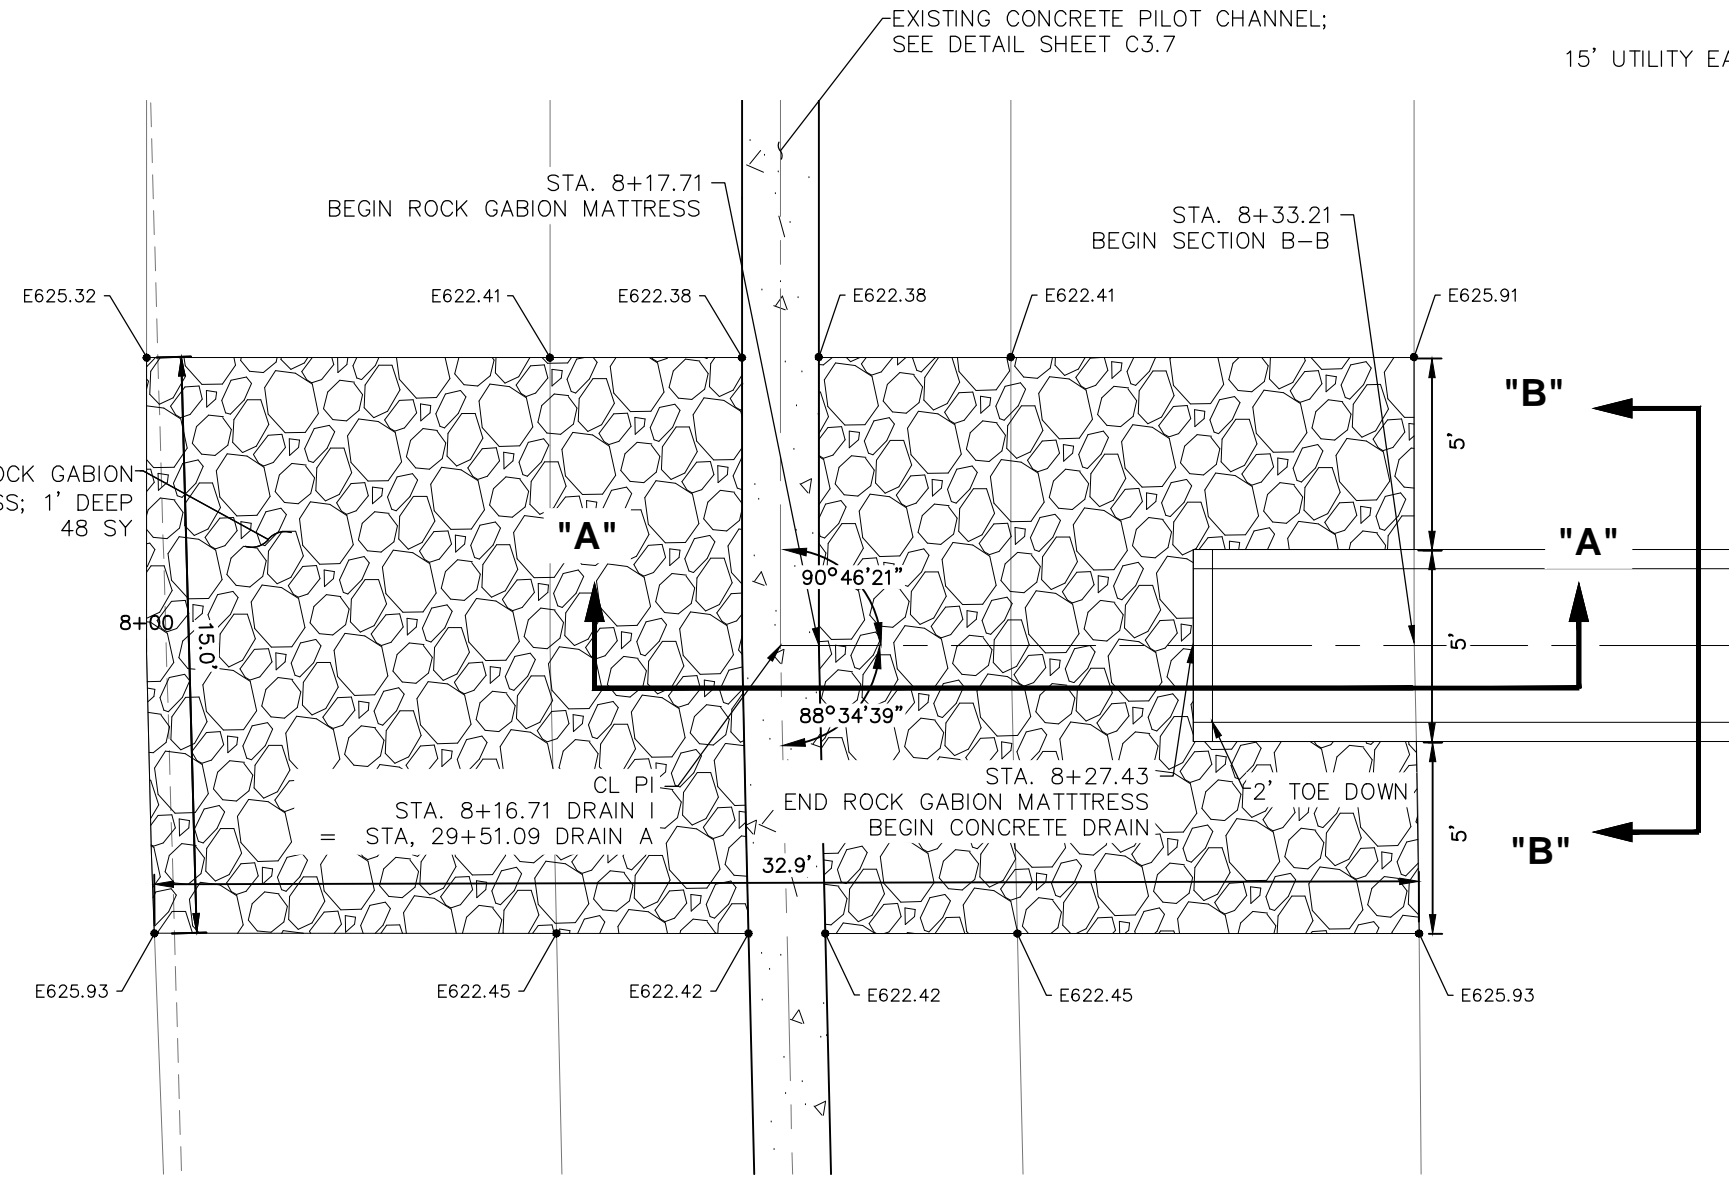 EXISTING CONCRETE PILOT CHANNEL;
SEE DETAIL SHEET C3.7
15' UTILITY
STA. 8+17.71
BEGIN ROCK GABION MATTRESS
STA. 8+33.21
BEGIN SECTION B-B
E625.32
E622.41
E622.38
E622.38
E622.41
E625.91
"B"
5'
GABION
1' DEEP
48 SY
"A"
"A"
90°46'21"
8+00
15.0'
5'
88°34'39"
CL PI
STA. 8+16.71 DRAIN I
= STA, 29+51.09 DRAIN A
STA. 8+27.43
END ROCK GABION MATTTRESS
BEGIN CONCRETE DRAIN
2' TOE DOWN
5'
"B"
32.9'
E625.93
E622.45
E622.42
E622.42
E622.45
E625.93